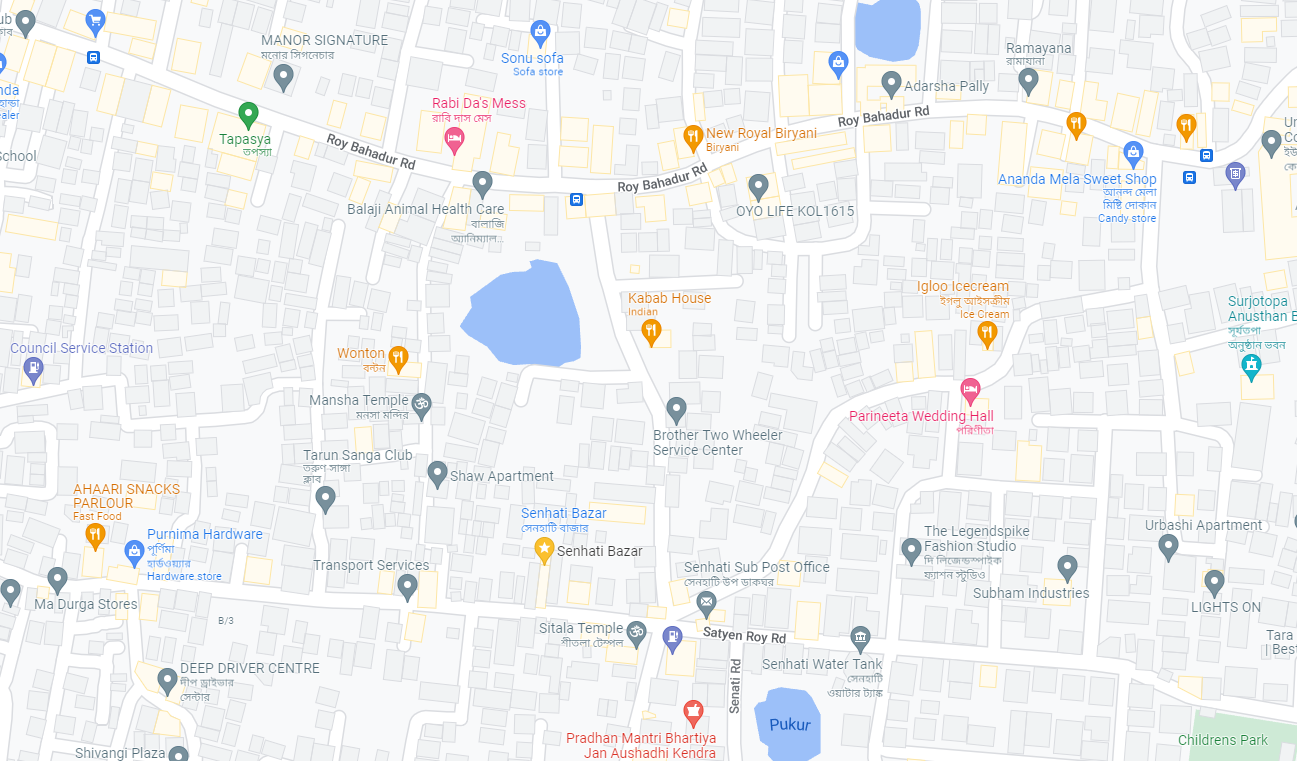 MANOR SIGNATURE
মনোর সিগনেচার
Sonu sofa
Sofa store
Ramayana
রামায়ানা
Adarsha Pally
Rabi Da's Mess
রাবি দাস মেস
Roy Bahadur Rd
Tapasya
তপস্যা
Roy Bahadur Rd
New Royal Biryani
Biryani
School
Roy Bahadur Rd
Ananda Mela Sweet Shop
আনন্দ মেলা
মিষ্টি দোকান
Candy store
Balaji Animal Health Care
বালাজি
অ্যানিম্যাল...
OYO LIFE KOL1615
Kabab House
Indian
Igloo Icecream
ইগলু আইসক্রীম
Ice Cream
Surjotopa
Anusthan B
সূর্যতপা
অনুষ্ঠান ভবন
Council Service Station
Wonton
বন্টন
Mansha Temple
মনসা মন্দির
Parineeta Wedding Hall
পরিণীতা
Brother Two Wheeler
Service Center
Tarun Sanga Club
তরুণ সাঙ্গা
ক্লাব
Shaw Apartment
AHAARI SNACKS
PARLOUR
Fast Food
Senhati Bazar
সেনহাটি বাজার
Senhati Bazar
Purnima Hardware
পূর্ণিমা
হার্ডওয়্যার
Hardware store
The Legendspike
Fashion Studio
দি লিজেন্ডস্পাইক
ফ্যাশন স্টুডিও
Urbashi Apartment
Transport Services
Senhati Sub Post Office
সেনহাটি উপ ডাকঘর
Subham Industries
LIGHTS ON
Ma Durga Stores
B/3
Sitala Temple
শীতলা টেম্পল
Satyen Roy Rd
Tara
| Best
Senhati Water Tank
সেনহাটি
ওয়াটার ট্যাঙ্ক
DEEP DRIVER CENTRE
দীপ ড্রাইভার
সেন্টার
Senati Rd
Pukur
Pradhan Mantri Bhartiya
Jan Aushadhi Kendra
Childrens Park
Shivangi Plaza